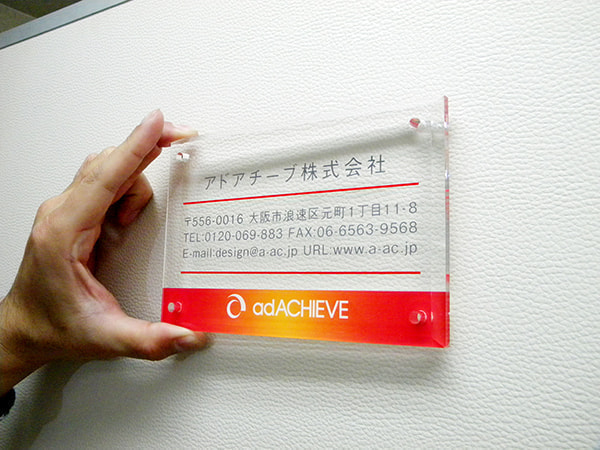 アドアチーブ株式会社
〒556-0016 大阪市浪速区元町1丁目11-8
TEL:0120-069-883 FAX:06-6563-9568
E-mail:design@a-ac.jp URL:www.a-ac.jp
adACHIEVE